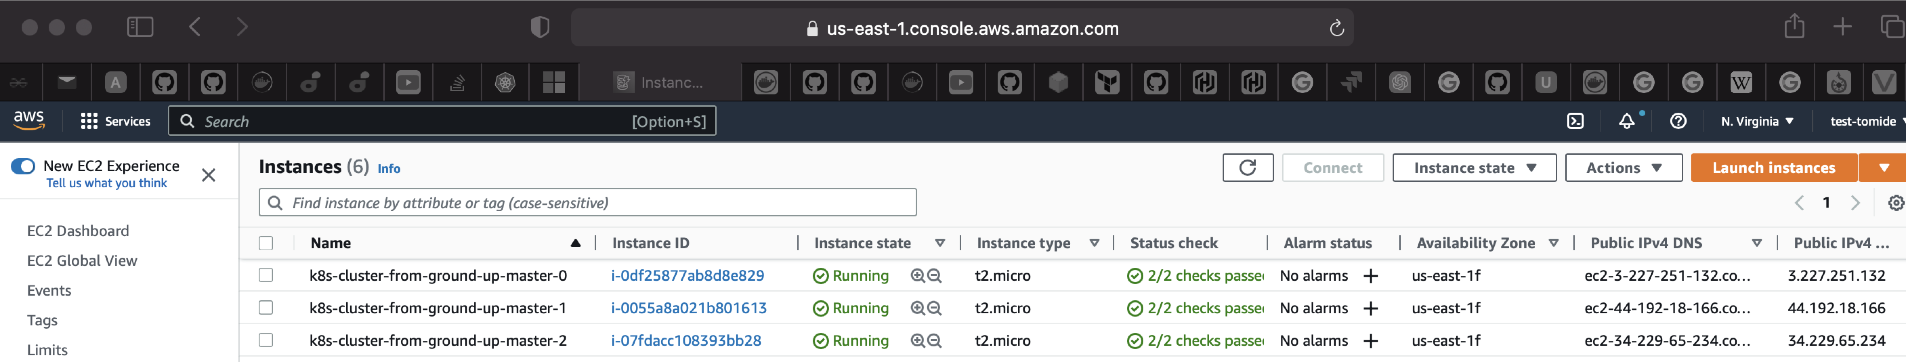 us-east-1.console.aws.amazon.com
A
Instanc...
U
W
V
aws
Services
Search
[Option+S]
N. Virginia
test-tomide
New EC2 Experience
Tell us what you think
Instances (6) Info
Connect
Instance state
Actions
Launch instances
Find instance by attribute or tag (case-sensitive)
1
EC2 Dashboard
EC2 Global View
Events
Tags
Limits
Name Instance ID Instance state Instance type Status check Alarm status Availability Zone Public IPv4 DNS Public IPv4 ...
k8s-cluster-from-ground-up-master-0 i-0df25877ab8d8e829 Running t2.micro 2/2 checks passe No alarms + us-east-1f ec2-3-227-251-132.co... 3.227.251.132
k8s-cluster-from-ground-up-master-1 i-0055a8a021b801613 Running t2.micro 2/2 checks passe No alarms + us-east-1f ec2-44-192-18-166.co... 44.192.18.166
k8s-cluster-from-ground-up-master-2 i-07fdacc108393bb28 Running t2.micro 2/2 checks passe No alarms + us-east-1f ec2-34-229-65-234.co... 34.229.65.234